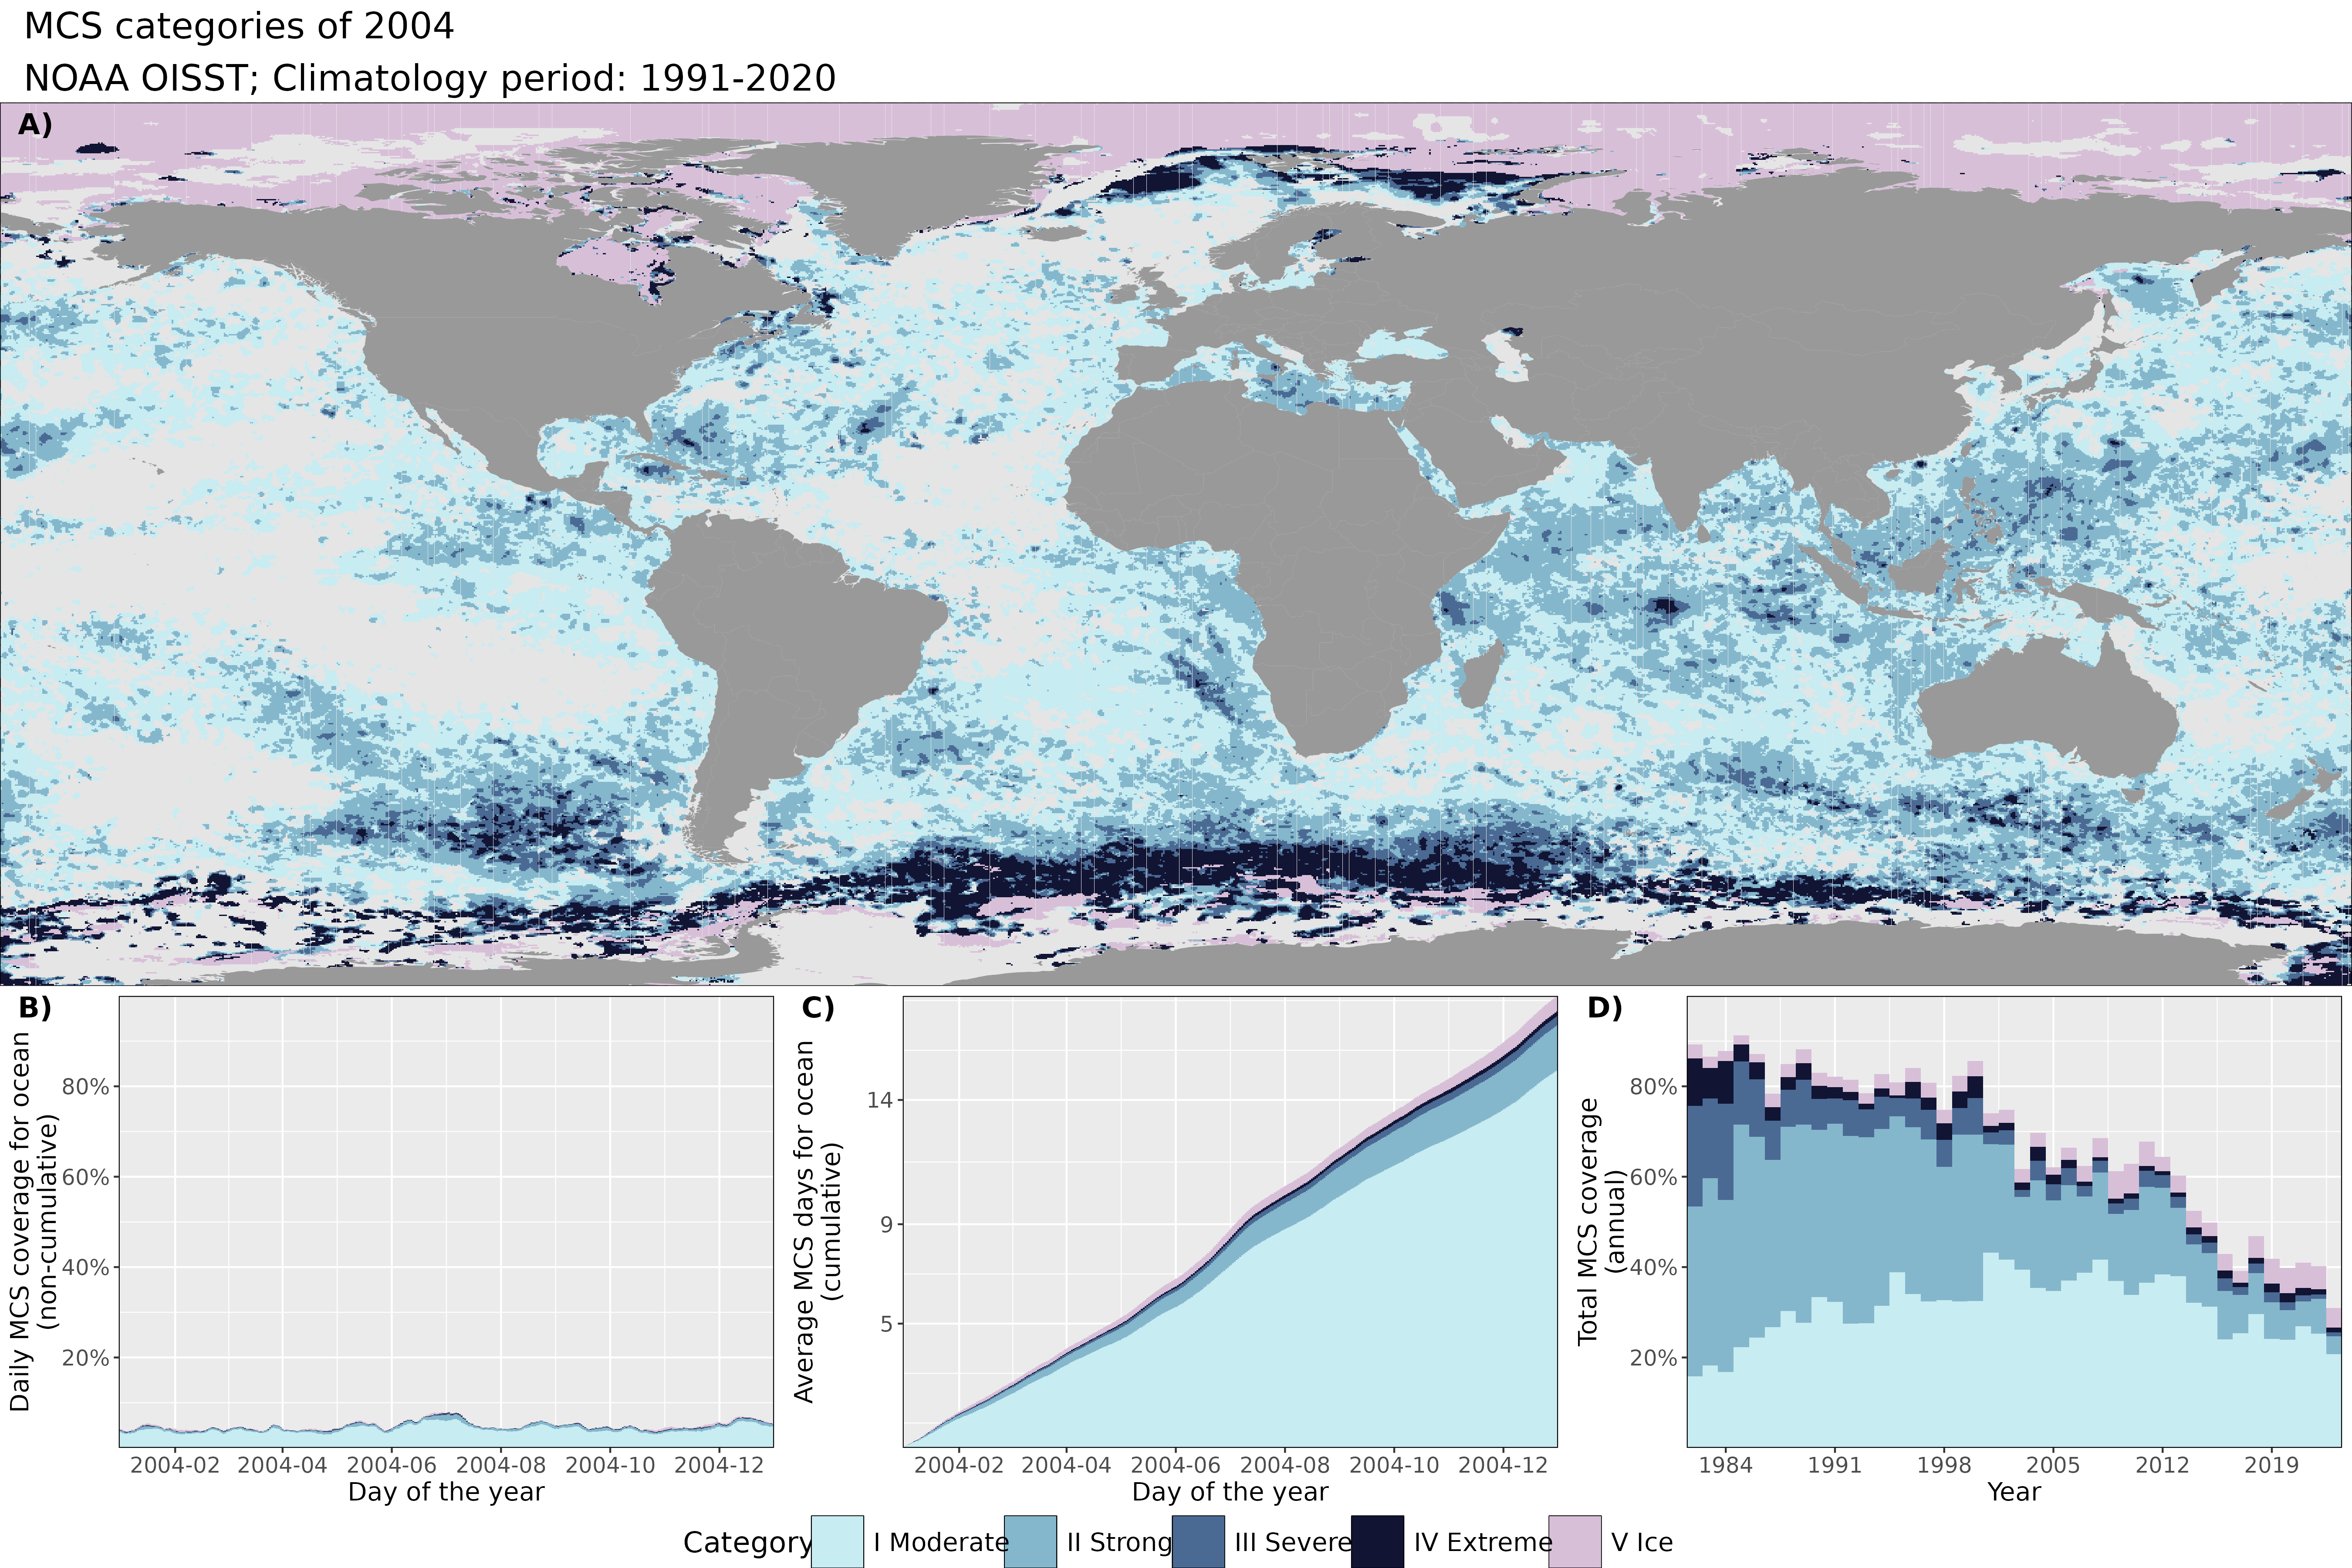 MCS categories of 2004
NOAA OISST; Climatology period: 1991-2020
A)
B)
Daily MCS coverage for ocean
(non-cumulative)
80%
60%
40%
20%
2004-02 2004-04 2004-06 2004-08 2004-10 2004-12
Day of the year
C)
Average MCS days for ocean
(cumulative)
14
9
5
2004-02 2004-04 2004-06 2004-08 2004-10 2004-12
Day of the year
D)
Total MCS coverage
(annual)
80%
60%
40%
20%
1984 1991 1998 2005 2012 2019
Year
Category I Moderate II Strong III Severe IV Extreme V Ice